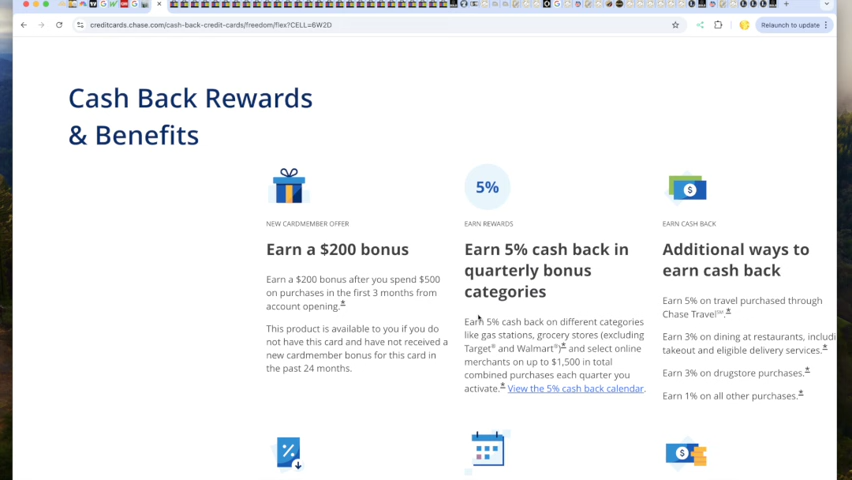 creditcards.chase.com/cash-back-credit-cards/freedom/flex?CELL=6W2D
Relaunch to update
Cash Back Rewards
& Benefits
5%
NEW CARDMEMBER OFFER
Earn a $200 bonus
Earn a $200 bonus after you spend $500
on purchases in the first 3 months from
account opening.*
This product is available to you if you do
not have this card and have not received a
new cardmember bonus for this card in
the past 24 months.
EARN REWARDS
Earn 5% cash back in
quarterly bonus
categories
Earn 5% cash back on different categories
like gas stations, grocery stores (excluding
Target® and Walmart®)* and select online
merchants on up to $1,500 in total
combined purchases each quarter you
activate.* View the 5% cash back calendar.
EARN CASH BACK
Additional ways to
earn cash back
Earn 5% on travel purchased through
Chase Travel℠.*
Earn 3% on dining at restaurants, includi
takeout and eligible delivery services.*
Earn 3% on drugstore purchases.*
Earn 1% on all other purchases.*